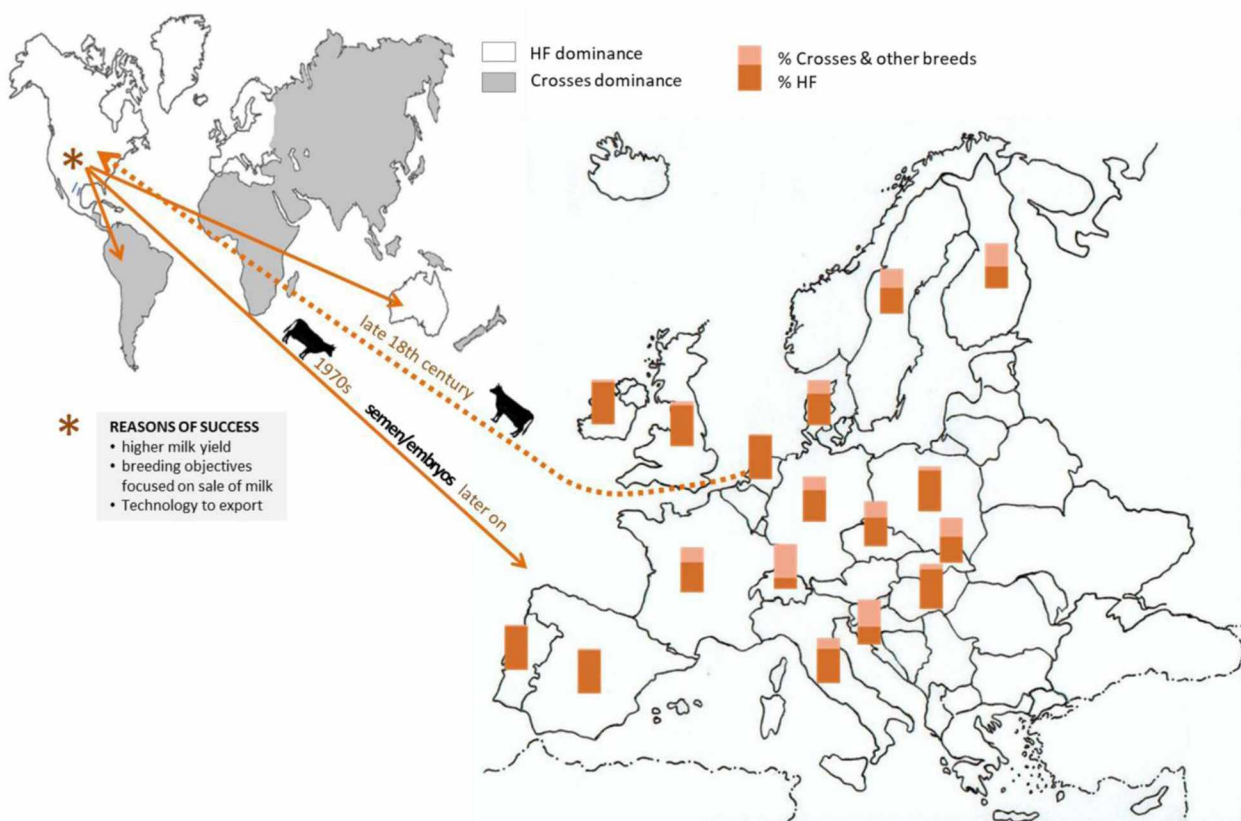 HF dominance
Crosses dominance
% Crosses & other breeds
% HF
late 18th century
1970s
semen/embryos later on
*
* REASONS OF SUCCESS
• higher milk yield
• breeding objectives
focused on sale of milk
• Technology to export